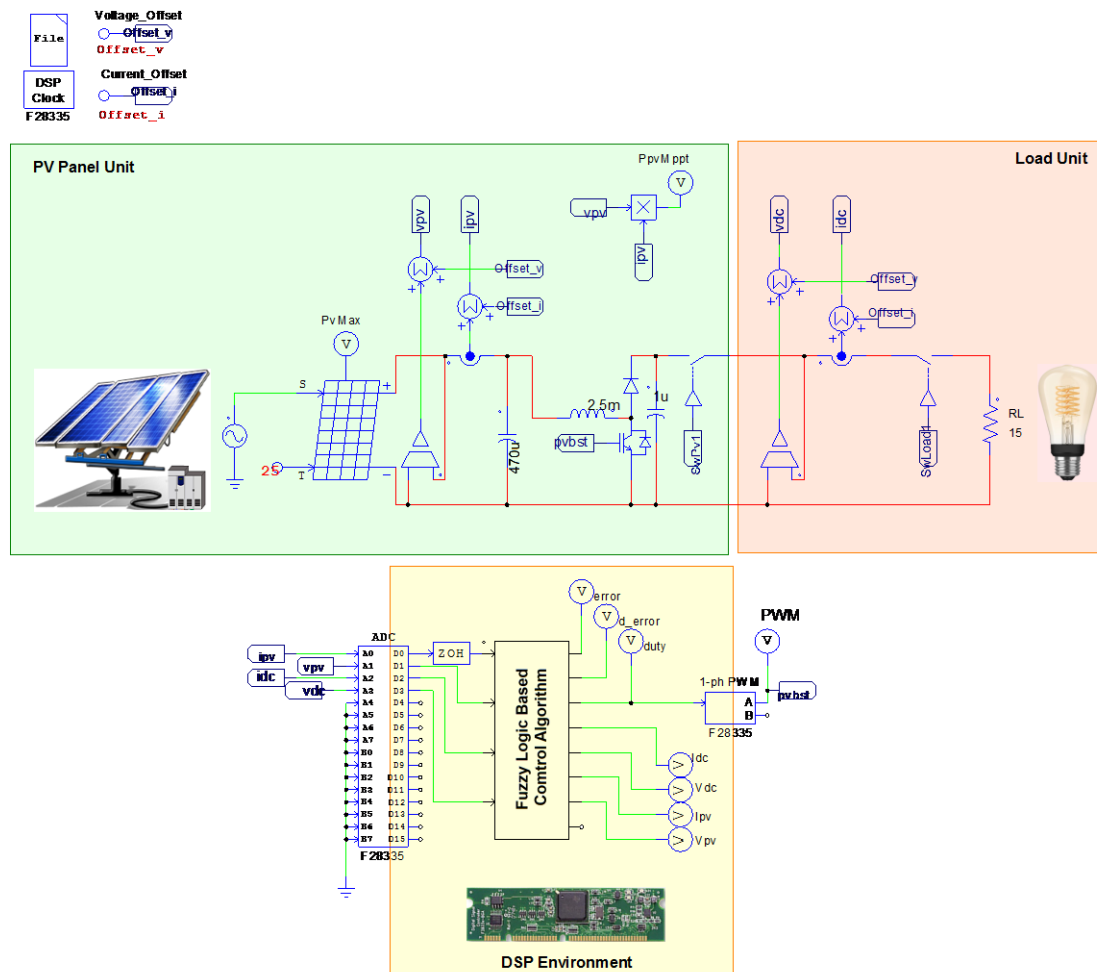 Voltage_Offset
File
Offset_v
Offset_v
DSP
Clock
F28335
Current_Offset
Offset_i
Offset_i
PV Panel Unit
Load Unit
PpvMppt
V
vpv
ipv
vpv
ipv
vdc
idc
Offset_v
Offset_v
Offset_i
Offset_i
PvMax
V
S
+
2.5m
1u
pvbst
470u
SwPv1
SwLoad1
RL
15
25
T
−
V
error
V
d_error
V
duty
PWM
V
ADC
ipv
vpv
idc
vdc
A0 D0
A1 D1
A2 D2
A3 D3
A4 D4
A5 D5
A6 D6
A7 D7
B0 D8
B1 D9
B2 D10
B3 D11
B4 D12
B5 D13
B6 D14
B7 D15
F28335
ZOH
Fuzzy Logic Based
Comtrol Algorithm
1-ph PWM
A
B
F28335
pvbst
V Idc
V Vdc
V Ipv
V Vpv
DSP Environment